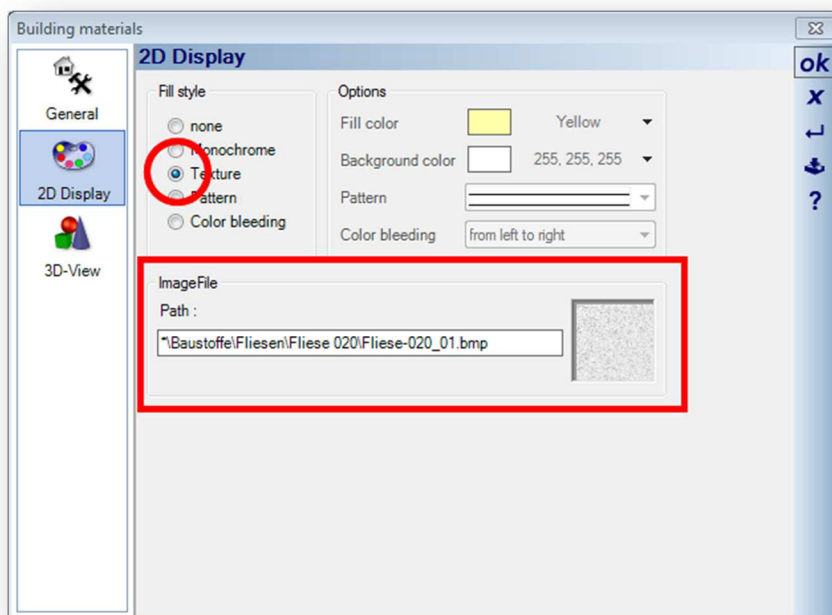 Building materials
2D Display
General
2D Display
3D-View
Fill style
none
Monochrome
Texture
Pattern
Color bleeding
Options
Fill color Yellow
Background color 255, 255, 255
Pattern
Color bleeding from left to right
ImageFile
Path :
*\Baustoffe\Fliesen\Fliese 020\Fliese-020_01.bmp
ok
x
?